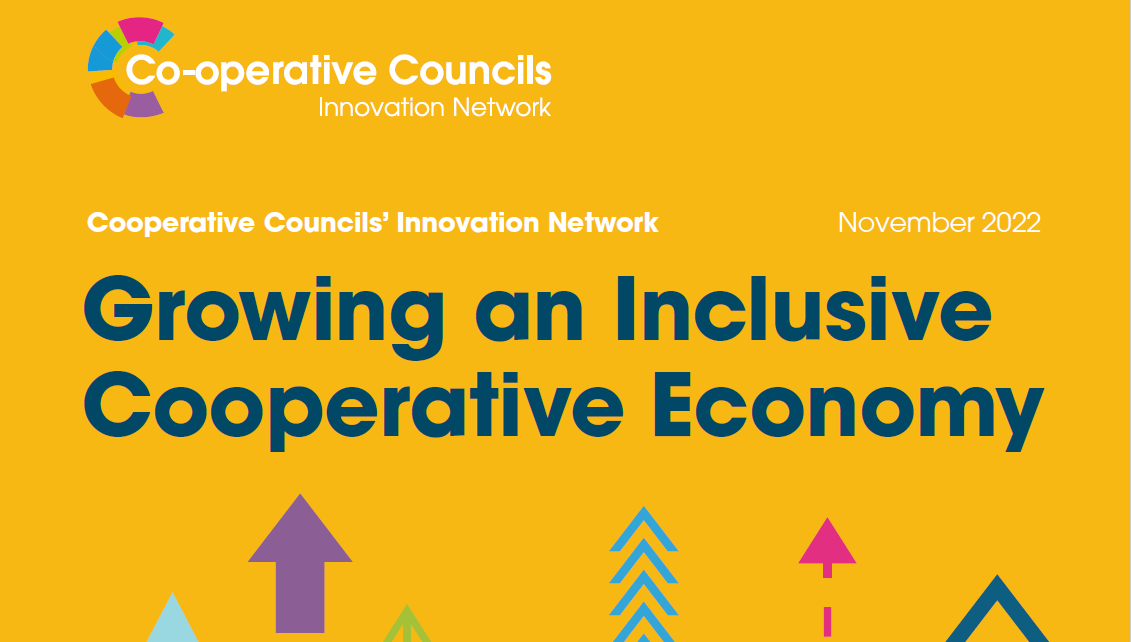 Co-operative Councils
Innovation Network
Cooperative Councils’ Innovation Network
November 2022
Growing an Inclusive
Cooperative Economy